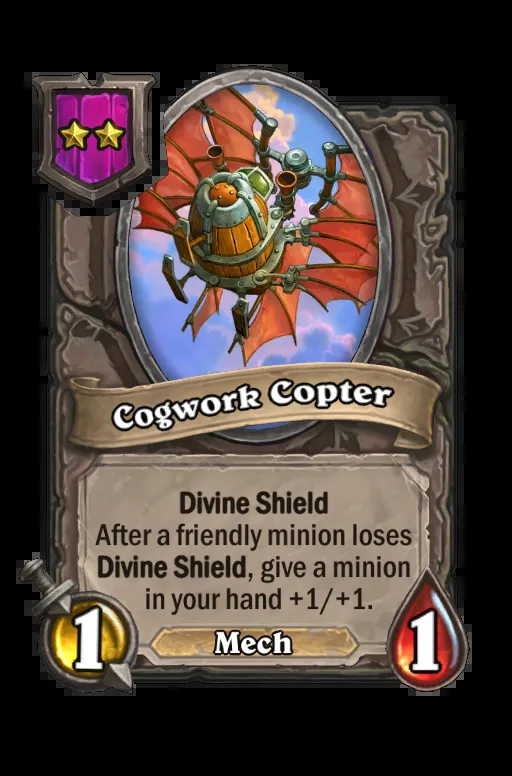 Cogwork Copter
Divine Shield
After a friendly minion loses
Divine Shield, give a minion
in your hand +1/+1.
1
Mech
1